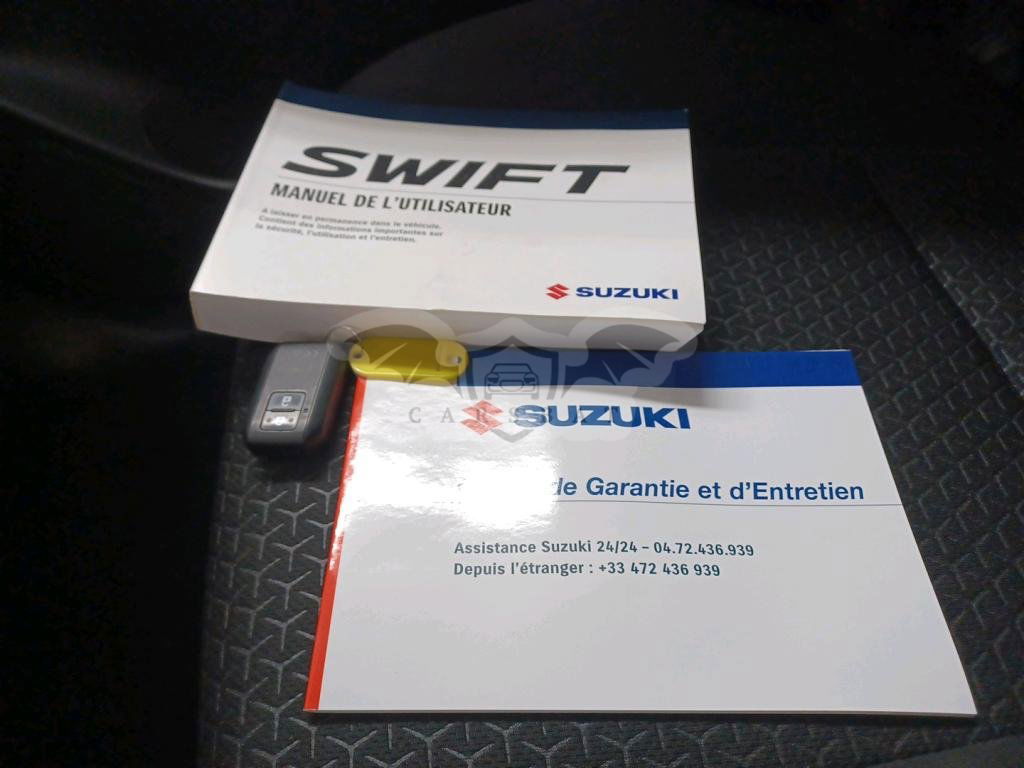 SWIFT
MANUEL DE L'UTILISATEUR
A laisser en permanence dans le véhicule.
Contient des informations importantes sur
la sécurité, l'utilisation et l'entretien.
SUZUKI
CARS
SUZUKI
de Garantie et d'Entretien
Assistance Suzuki 24/24 – 04.72.436.939
Depuis l'étranger : +33 472 436 939